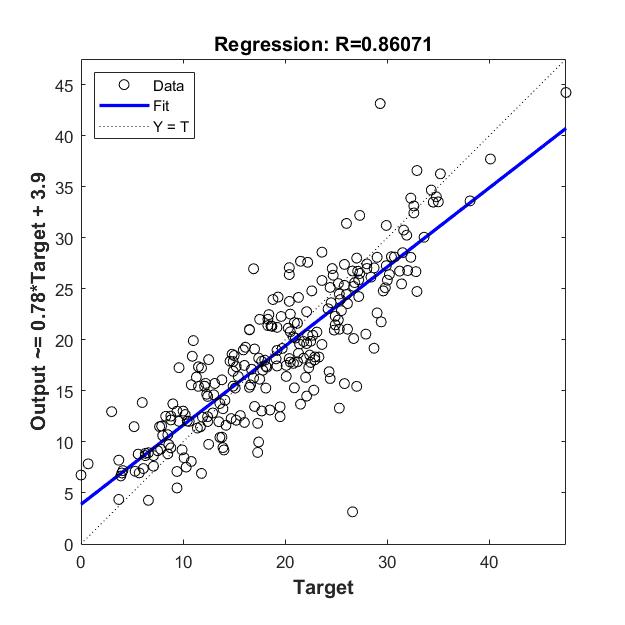 Regression: R=0.86071
Data
Fit
Y = T
45
40
35
30
25
20
15
10
5
0
0 10 20 30 40
Output ~= 0.78*Target + 3.9
Target